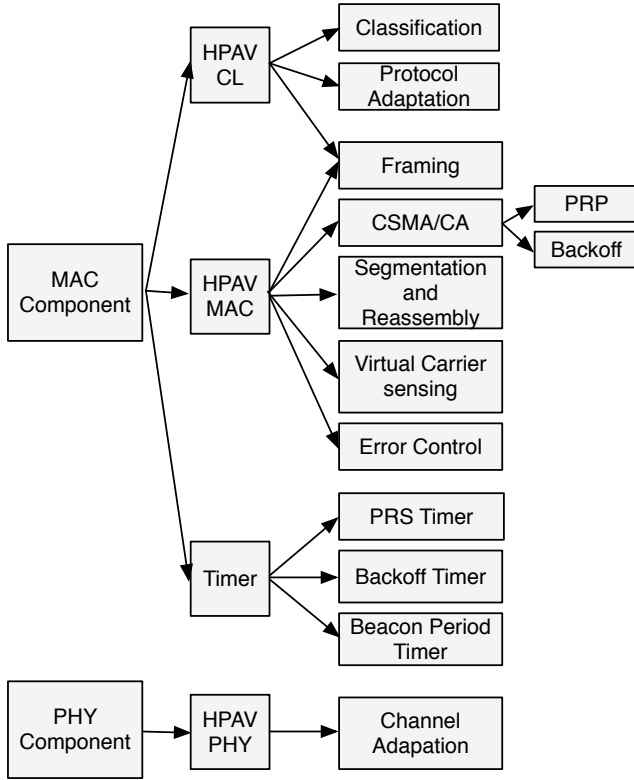 MAC
Component
HPAV
CL
Classification
Protocol
Adaptation
Framing
HPAV
MAC
CSMA/CA
PRP
Backoff
Segmentation
and
Reassembly
Virtual Carrier
sensing
Error Control
Timer
PRS Timer
Backoff Timer
Beacon Period
Timer
PHY
Component
HPAV
PHY
Channel
Adapation